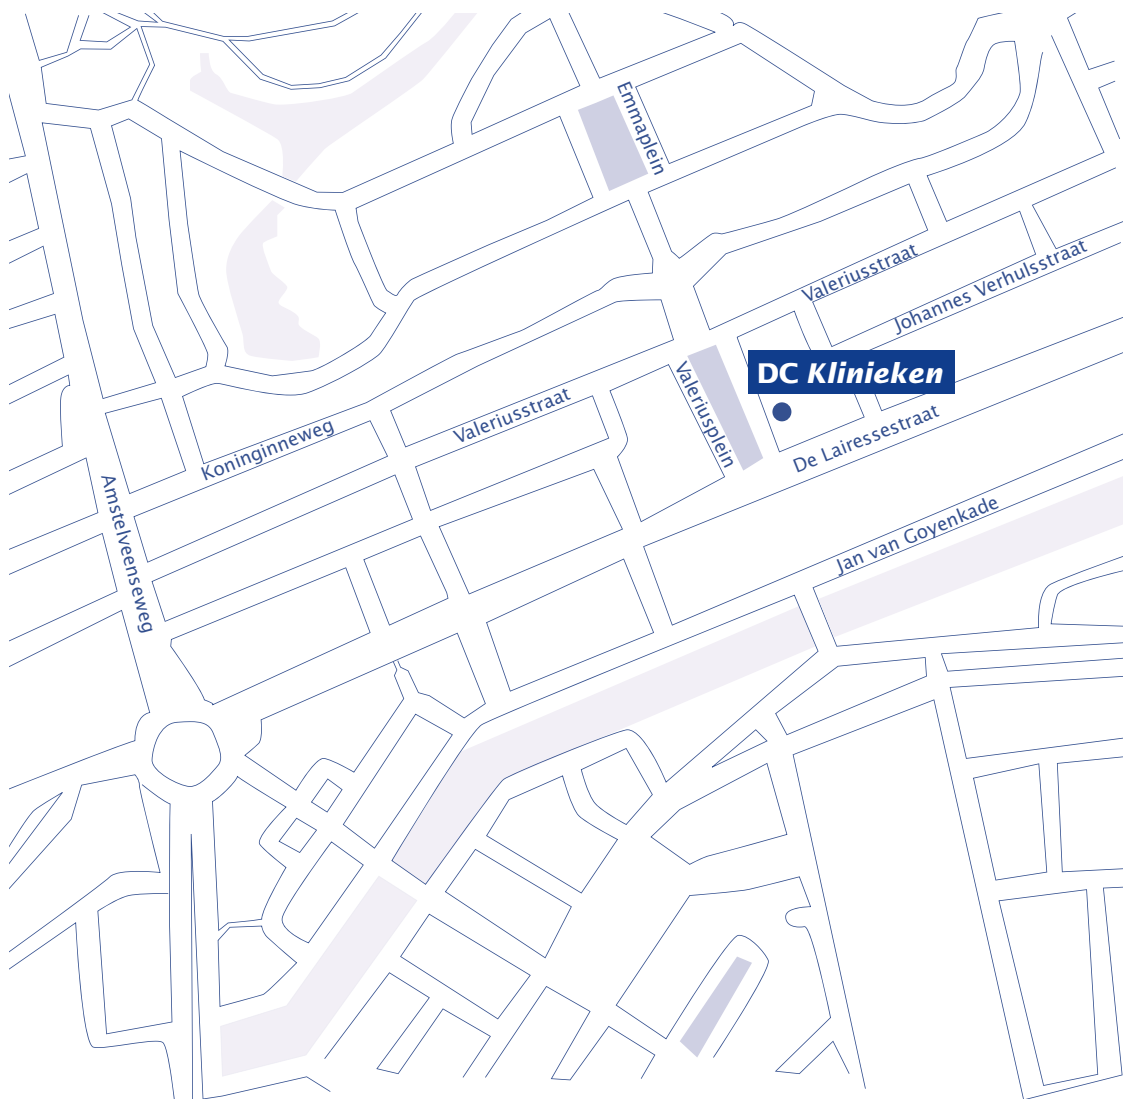 Emmaplein
Valeriusstraat
Johannes Verhulsstraat
DC Klinieken
Valeriusplein
Valeriusstraat
Koninginneweg
De Lairessestraat
Amstelveenseweg
Jan van Goyenkade